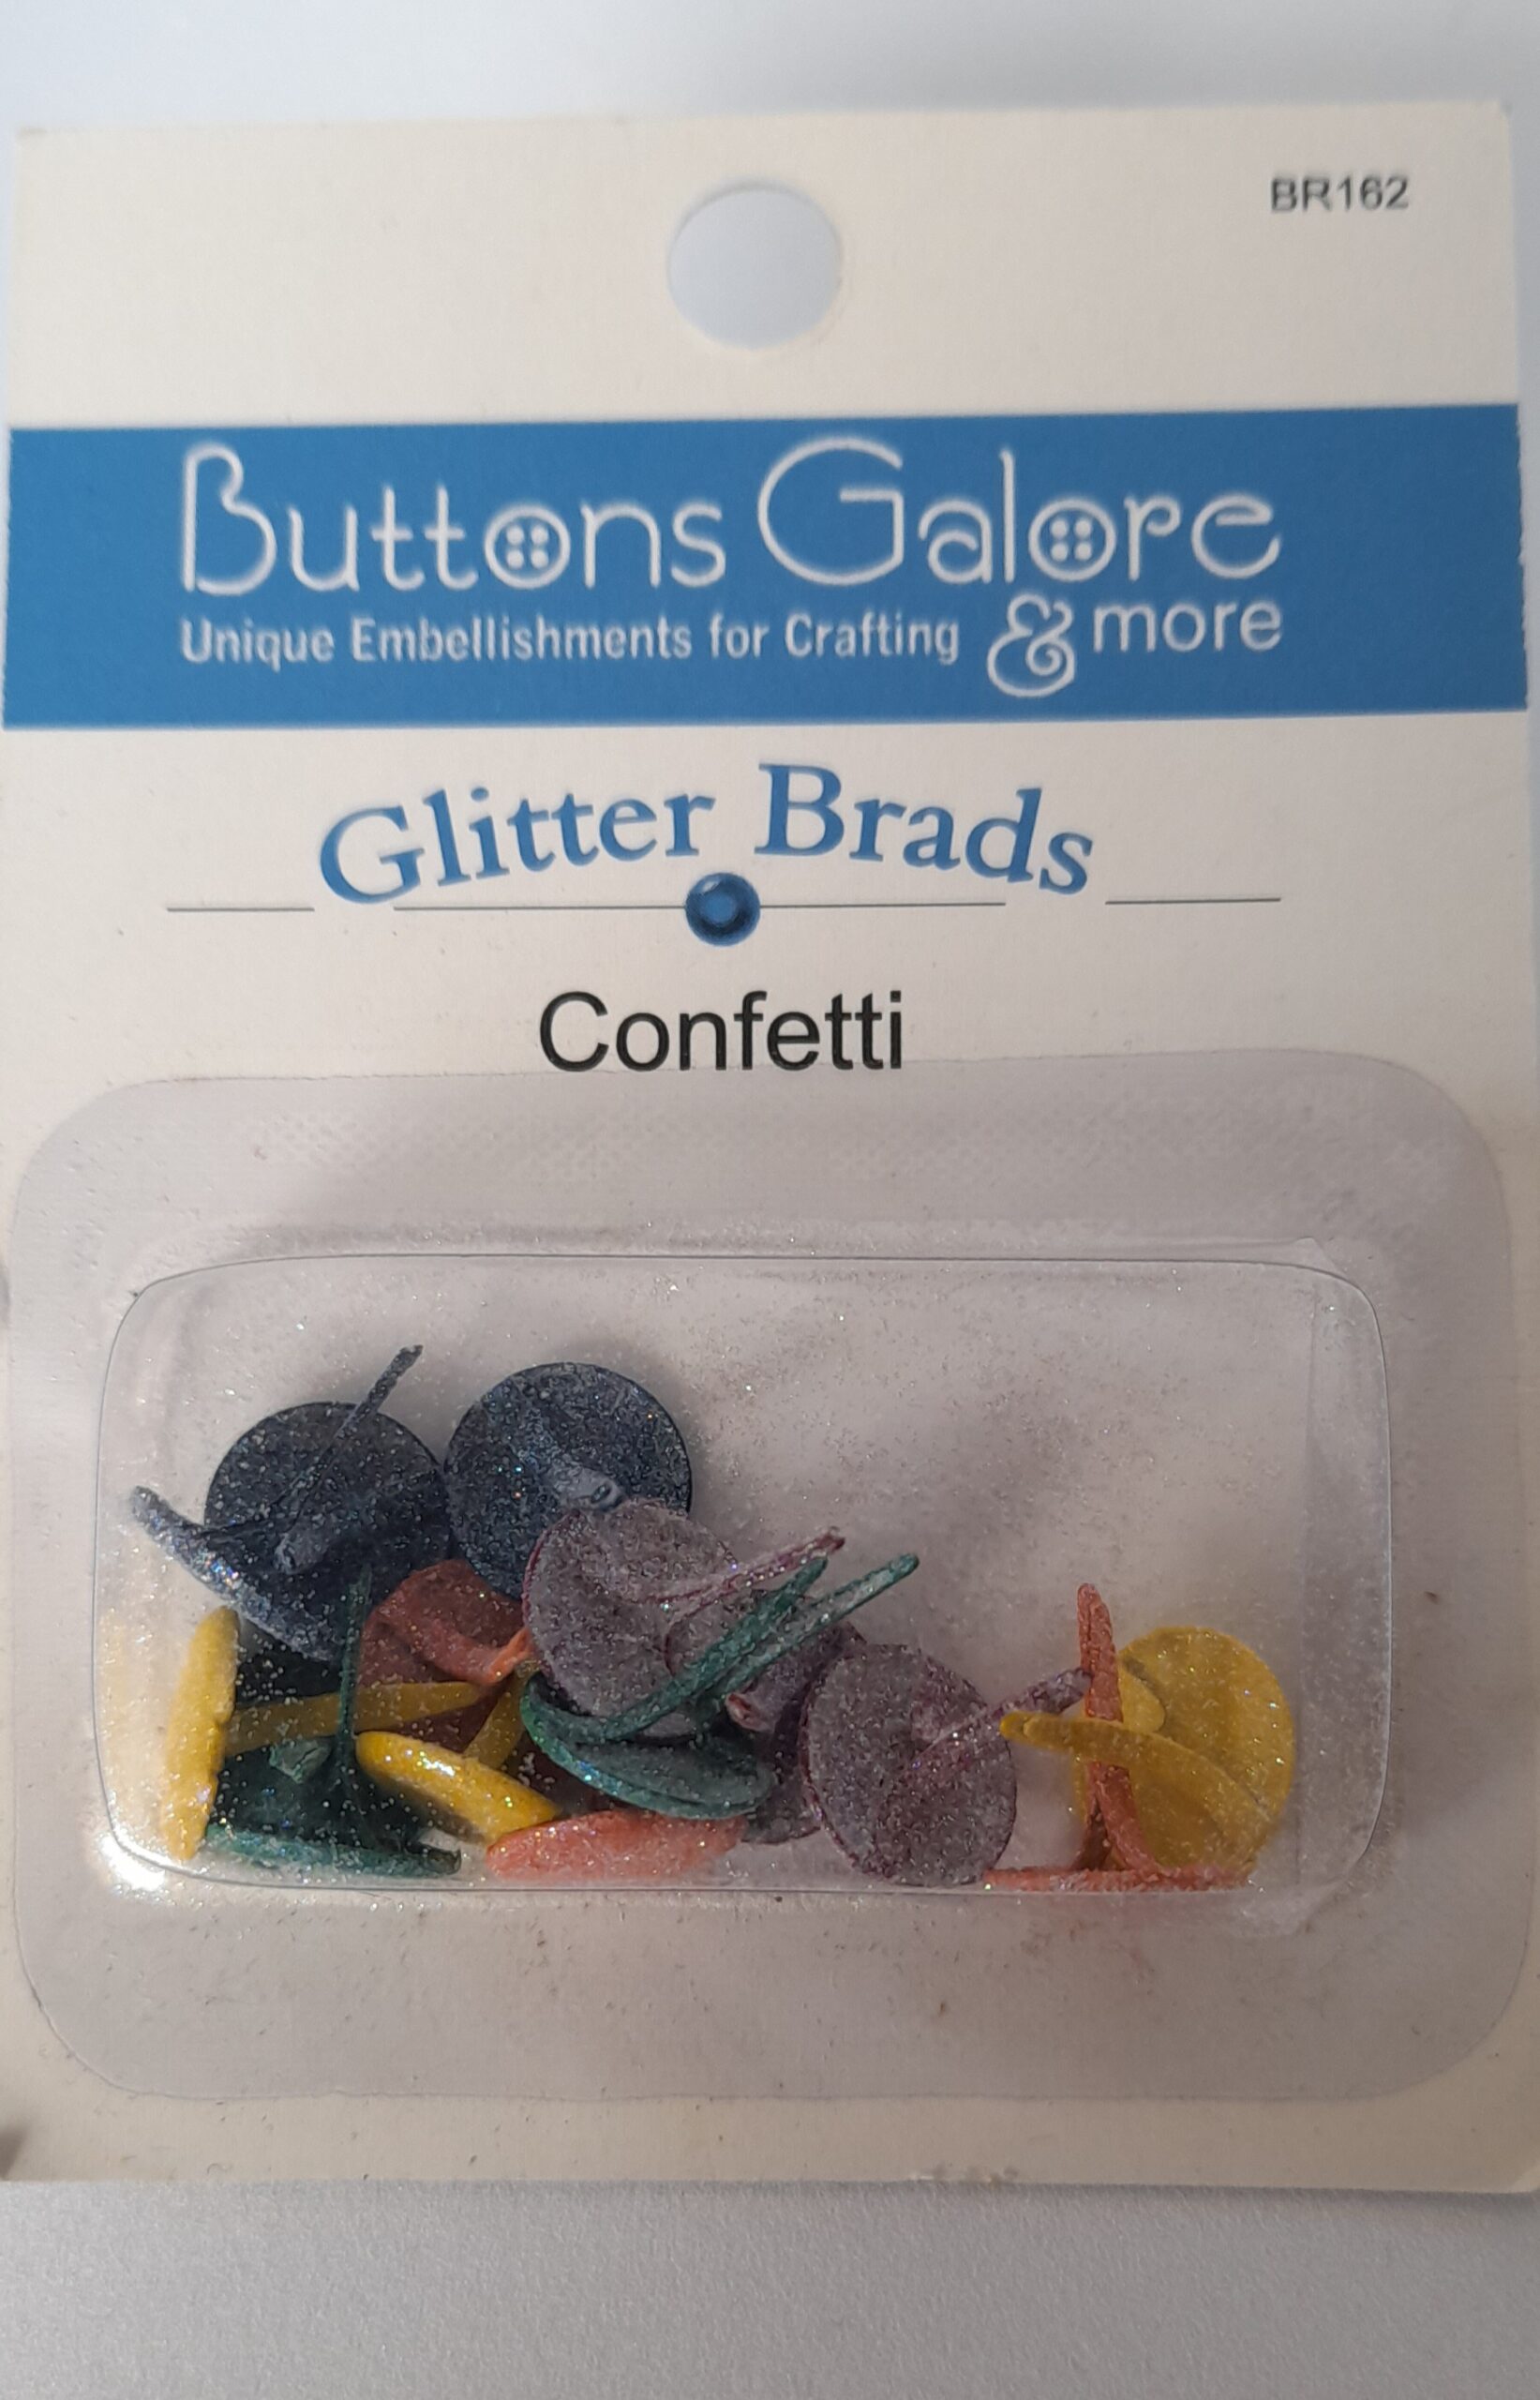 BR162
Buttons Galore
Unique Embellishments for Crafting & more
Glitter Brads
Confetti